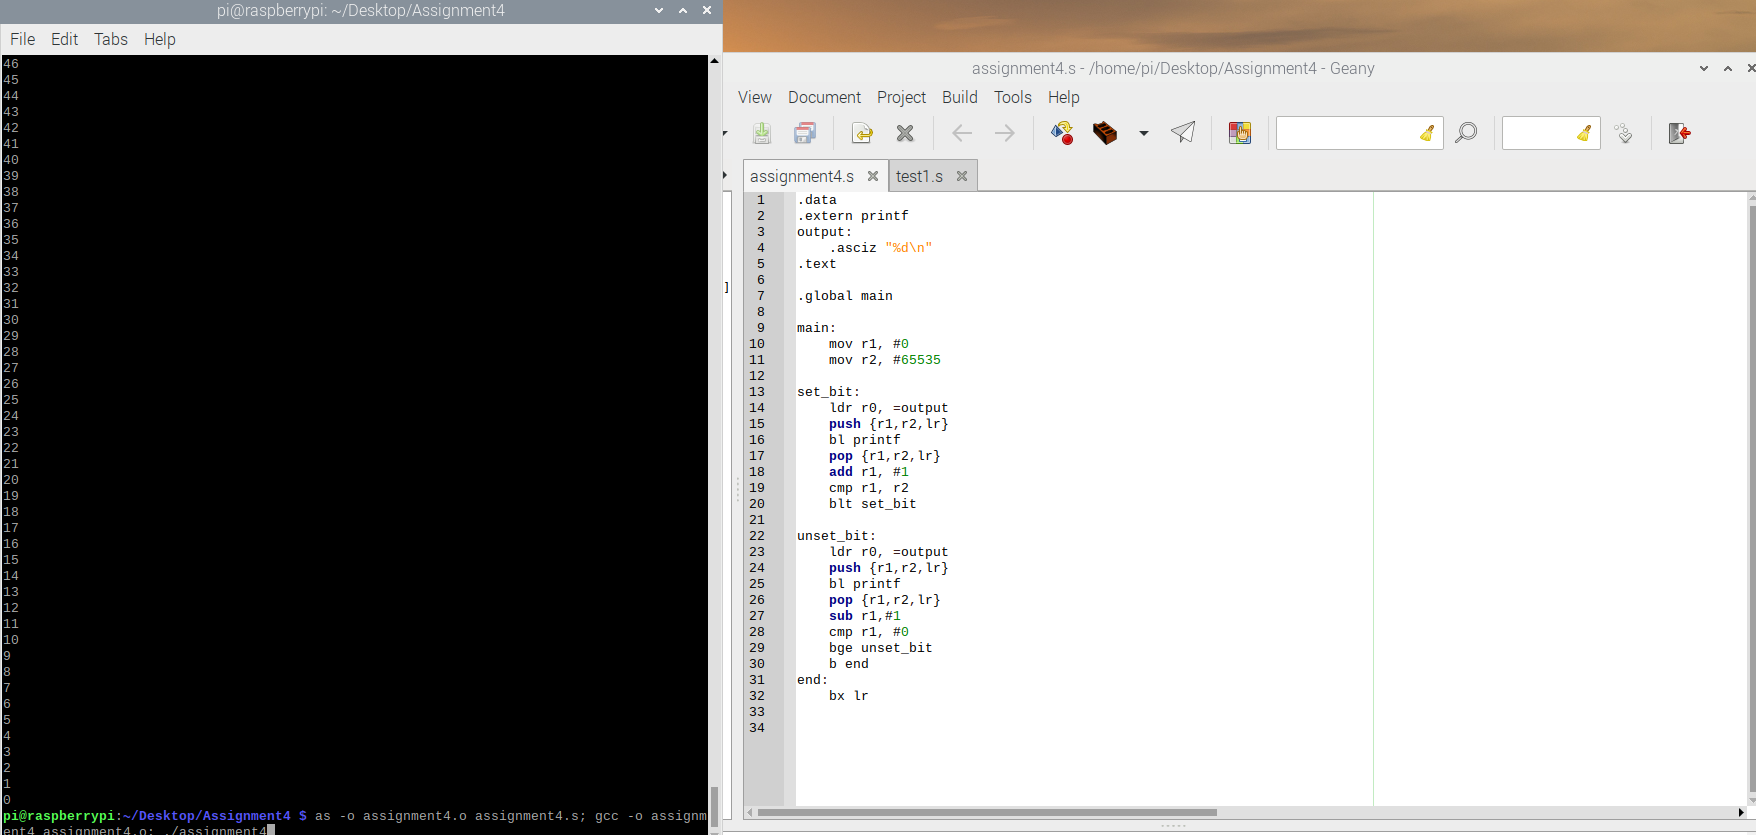 pi@raspberrypi: ~/Desktop/Assignment4
File Edit Tabs Help
46
45
44
43
42
41
40
39
38
37
36
35
34
33
32
31
30
29
28
27
26
25
24
23
22
21
20
19
18
17
16
15
14
13
12
11
10
9
8
7
6
5
4
3
2
1
0
pi@raspberrypi:~/Desktop/Assignment4 $ as -o assignment4.o assignment4.s; gcc -o assignm
ent4 assignment4.o; ./assignment4
assignment4.s - /home/pi/Desktop/Assignment4 - Geany
View Document Project Build Tools Help
assignment4.s test1.s
]
1 .data
2 .extern printf
3 output:
4 .asciz "%d\n"
5 .text
6
7 .global main
8
9 main:
10 mov r1, #0
11 mov r2, #65535
12
13 set_bit:
14 ldr r0, =output
15 push {r1,r2,lr}
16 bl printf
17 pop {r1,r2,lr}
18 add r1, #1
19 cmp r1, r2
20 blt set_bit
21
22 unset_bit:
23 ldr r0, =output
24 push {r1,r2,lr}
25 bl printf
26 pop {r1,r2,lr}
27 sub r1,#1
28 cmp r1, #0
29 bge unset_bit
30 b end
31 end:
32 bx lr
33
34